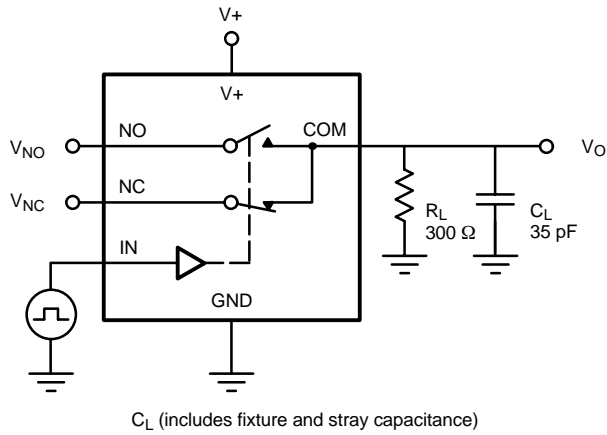 V+
V+
NO
COM
VNO
VO
NC
VNC
RL
300 Ω
CL
35 pF
IN
GND
CL (includes fixture and stray capacitance)